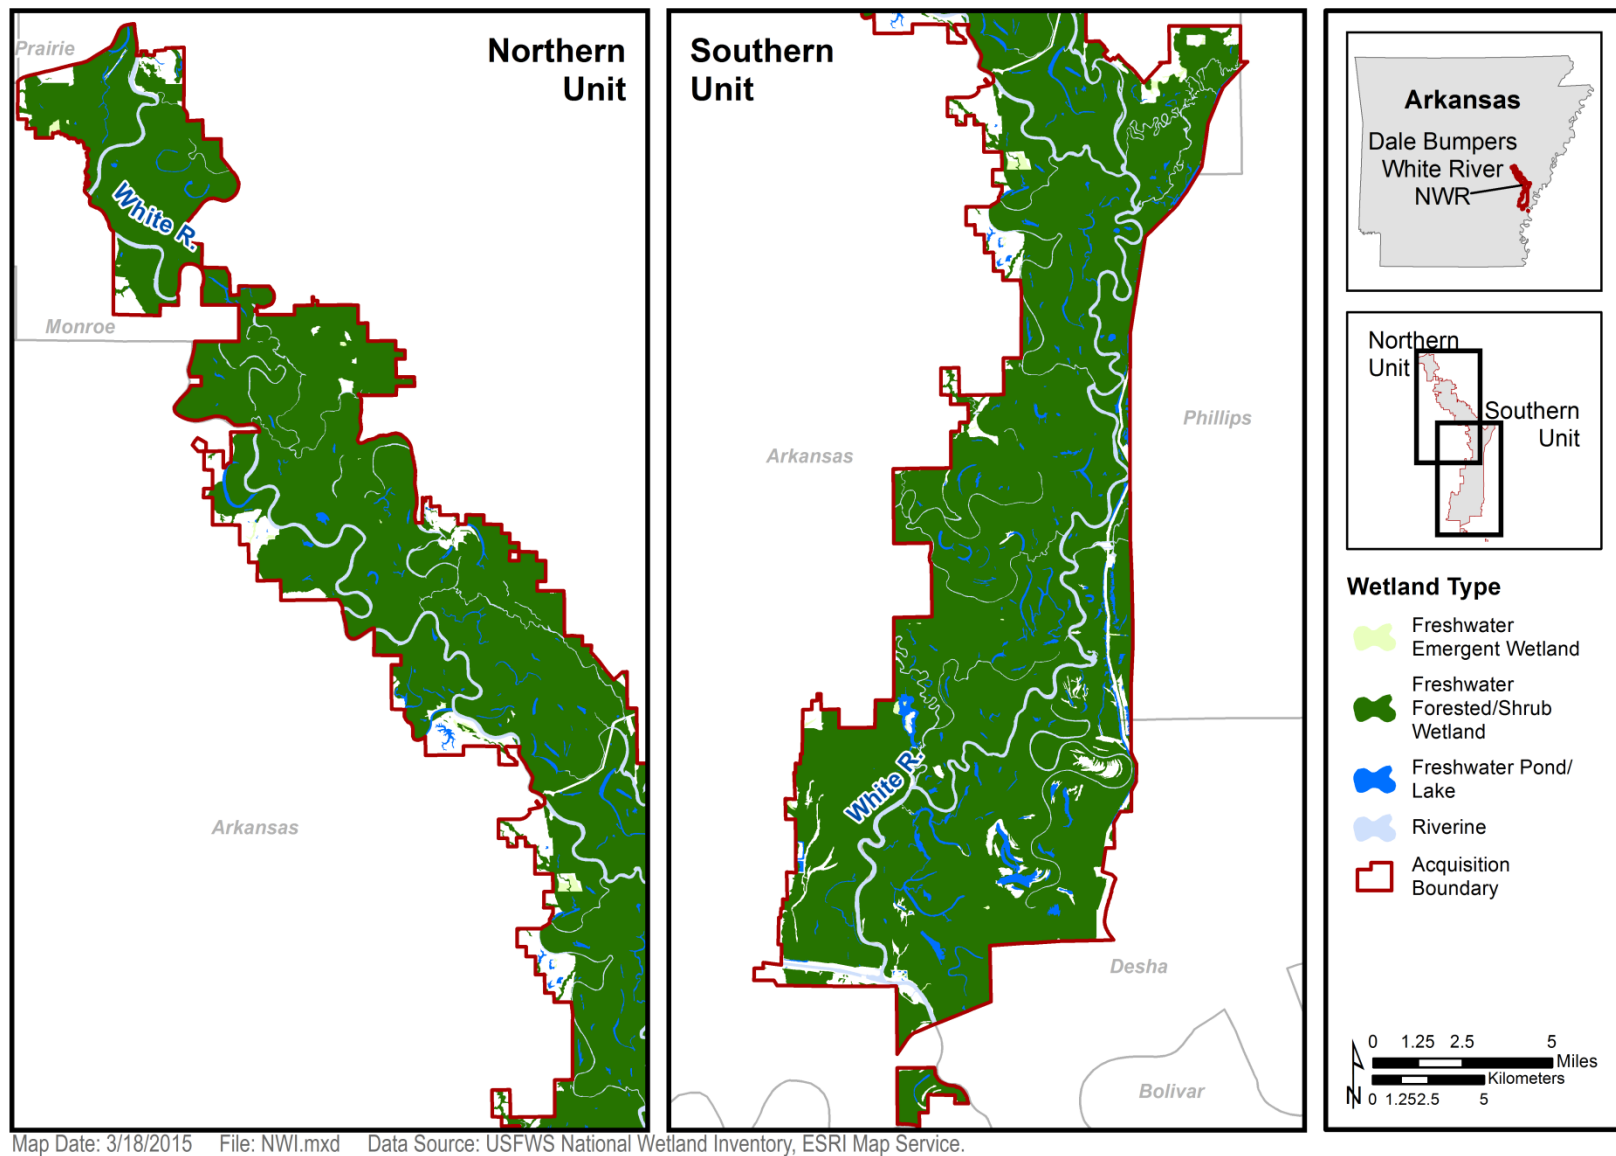 Northern
Unit
Prairie
White R.
Monroe
Arkansas
Southern
Unit
Phillips
Arkansas
White R.
Desha
Bolivar
Arkansas
Dale Bumpers
White River
NWR
Northern
Unit
Southern
Unit
Wetland Type
Freshwater
Emergent Wetland
Freshwater
Forested/Shrub
Wetland
Freshwater Pond/
Lake
Riverine
Acquisition
Boundary
0 1.25 2.5 5
Miles
Kilometers
0 1.252.5 5
N
Map Date: 3/18/2015 File: NWI.mxd Data Source: USFWS National Wetland Inventory, ESRI Map Service.